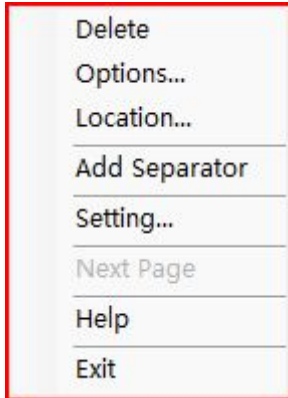 Delete
Options...
Location...
Add Separator
Setting...
Next Page
Help
Exit